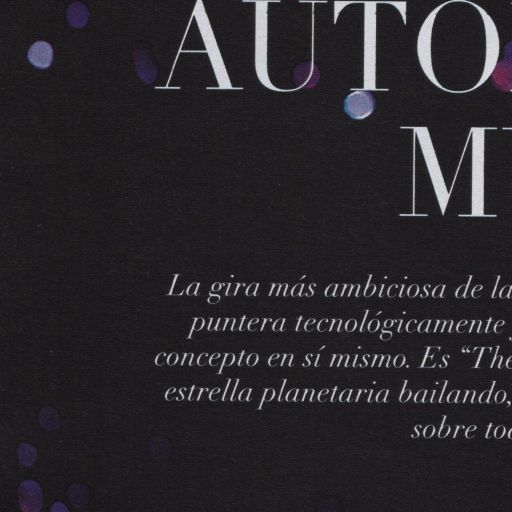 AUTO
M
La gira más ambiciosa de la
puntera tecnológicamente
concepto en sí mismo. Es “The
estrella planetaria bailando,
sobre